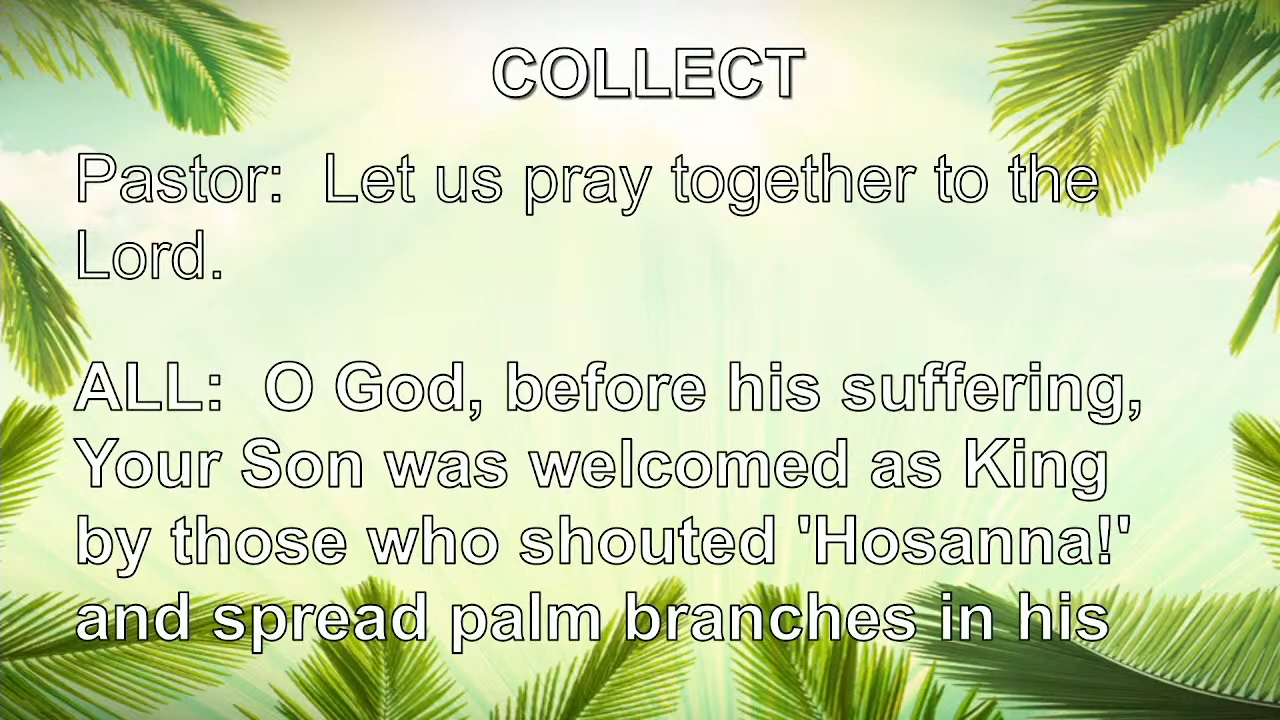 COLLECT
Pastor:  Let us pray together to the
Lord.
ALL:  O God, before his suffering,
Your Son was welcomed as King
by those who shouted 'Hosanna!'
and spread palm branches in his